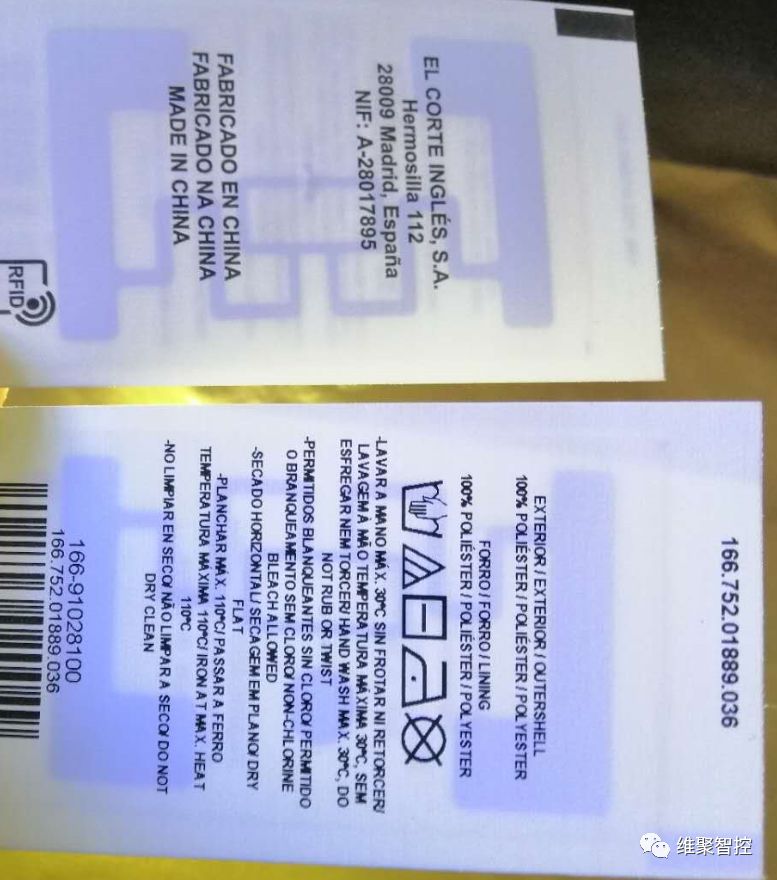 EL CORTE INGLÉS, S.A.
Hermosilla 112
28009 Madrid, España
NIF: A-28017895
FABRICADO EN CHINA
FABRICADO NA CHINA
MADE IN CHINA
RFID
166.752.01889.036
EXTERIOR / EXTERIOR / OUTERSHELL
100% POLIÉSTER / POLIÉSTER / POLYESTER
FORRO / FORRO / LINING
100% POLIÉSTER / POLIÉSTER / POLYESTER
-LAVAR A MANO MÁX. 30ºC SIN FROTAR NI RETORCER/
LAVAGEM À MÃO TEMPERATURA MÁXIMA 30ºC, SEM
ESFREGAR NEM TORCER/ HAND WASH MAX. 30ºC, DO
NOT RUB OR TWIST
-PERMITIDOS BLANQUEANTES SIN CLORO/ PERMITIDO
O BRANQUEAMENTO SEM CLORO/ NON-CHLORINE
BLEACH ALLOWED
-SECADO HORIZONTAL/ SECAGEM EM PLANO/ DRY
FLAT
-PLANCHAR MÁX. 110ºC/ PASSAR A FERRO
TEMPERATURA MÁXIMA 110ºC/ IRON AT MAX. HEAT
110ºC
-NO LIMPIAR EN SECO/ NÃO LIMPAR A SECO/ DO NOT
DRY CLEAN
166-91028100
166.752.01889.036
维聚智控